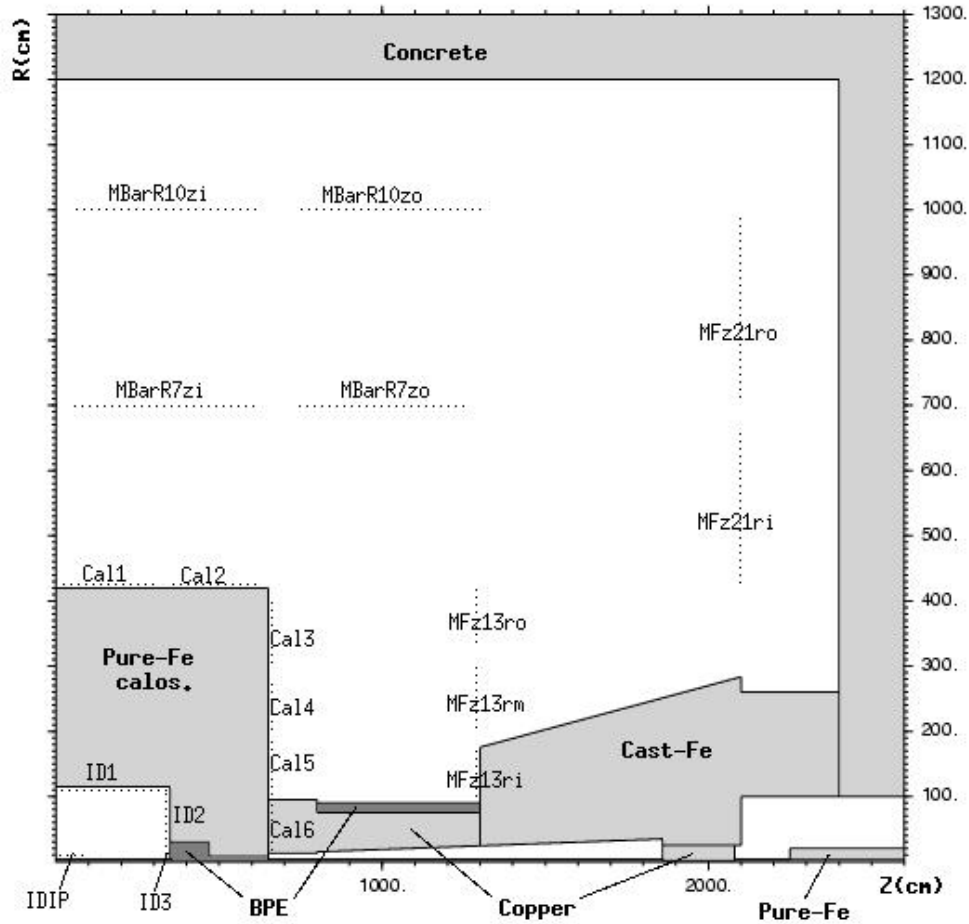 1300.
R(cm)
Concrete
1200.
1100.
MBarR10zi
MBarR10zo
1000.
900.
MFz21ro
800.
MBarR7zi
MBarR7zo
700.
600.
MFz21ri
500.
Cal1
Cal2
400.
MFz13ro
Cal3
Pure-Fe
calos.
300.
Cal4
MFz13rm
200.
Cast-Fe
Cal5
ID1
MFz13ri
100.
ID2
Cal6
IDIP
ID3
BPE
1000.
Copper
2000.
Pure-Fe
Z(cm)